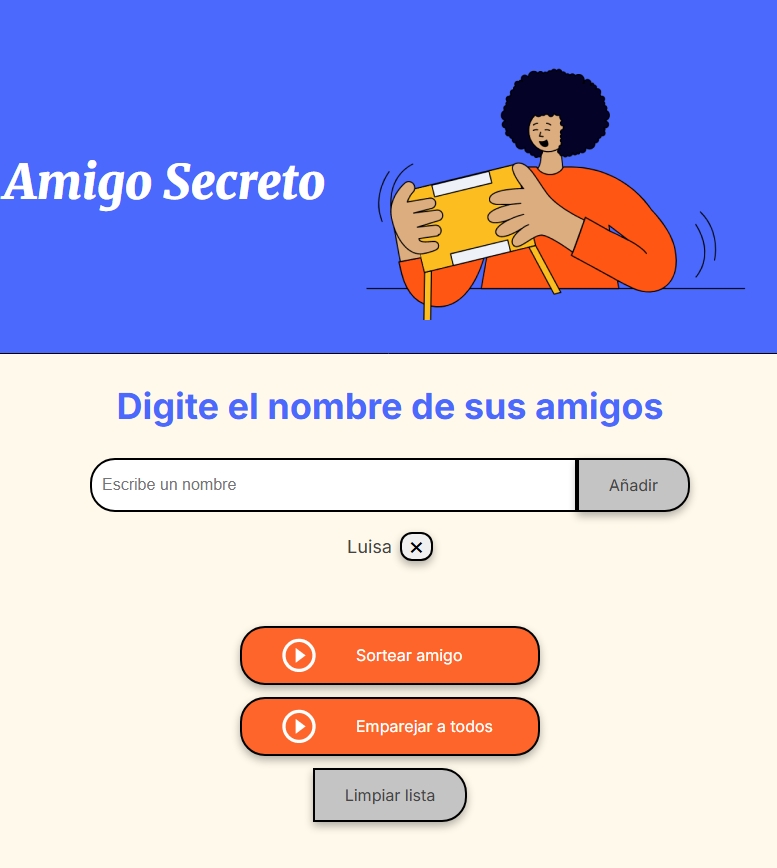 Amigo Secreto
Digite el nombre de sus amigos
Escribe un nombre
Añadir
Luisa
Sortear amigo
Emparejar a todos
Limpiar lista